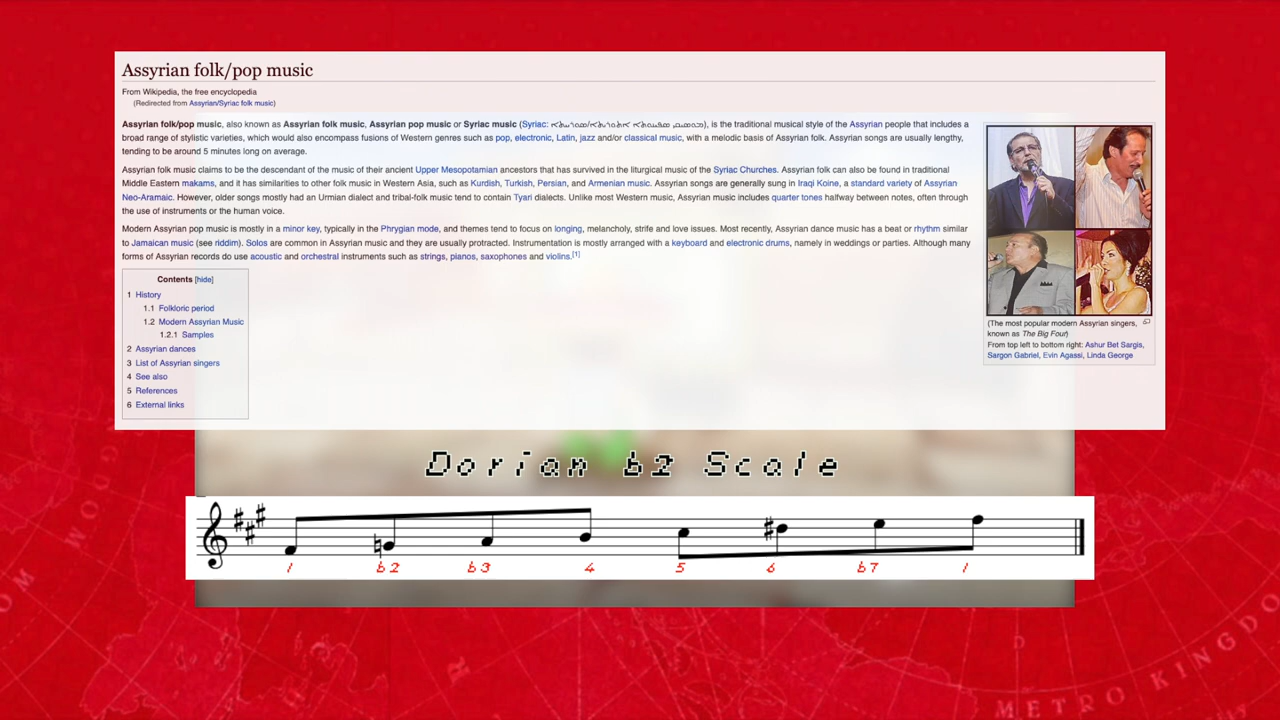 Assyrian folk/pop music
From Wikipedia, the free encyclopedia
(Redirected from Assyrian/Syriac folk music)
Assyrian folk/pop music, also known as Assyrian folk music, Assyrian pop music or Syriac music (Syriac: ), is the traditional musical style of the Assyrian people that includes a
broad range of stylistic varieties, which would also encompass fusions of Western genres such as pop, electronic, Latin, jazz and/or classical music, with a melodic basis of Assyrian folk. Assyrian songs are usually lengthy,
tending to be around 5 minutes long on average.
Assyrian folk music claims to be the descendant of the music of their ancient Upper Mesopotamian ancestors that has survived in the liturgical music of the Syriac Churches. Assyrian folk can also be found in traditional
Middle Eastern makams, and it has similarities to other folk music in Western Asia, such as Kurdish, Turkish, Persian, and Armenian music. Assyrian songs are generally sung in Iraqi Koine, a standard variety of Assyrian
Neo-Aramaic. However, older songs mostly had an Urmian dialect and tribal-folk music tend to contain Tyari dialects. Unlike most Western music, Assyrian music includes quarter tones halfway between notes, often through
the use of instruments or the human voice.
Modern Assyrian pop music is mostly in a minor key, typically in the Phrygian mode, and themes tend to focus on longing, melancholy, strife and love issues. Most recently, Assyrian dance music has a beat or rhythm similar
to Jamaican music (see riddim). Solos are common in Assyrian music and they are usually protracted. Instrumentation is mostly arranged with a keyboard and electronic drums, namely in weddings or parties. Although many
forms of Assyrian records do use acoustic and orchestral instruments such as strings, pianos, saxophones and violins.[1]
Contents [hide]
1 History
1.1 Folkloric period
1.2 Modern Assyrian Music
1.2.1 Samples
2 Assyrian dances
3 List of Assyrian singers
4 See also
5 References
6 External links
(The most popular modern Assyrian singers,
known as The Big Four)
From top left to bottom right: Ashur Bet Sargis,
Sargon Gabriel, Evin Agassi, Linda George
Dorian b2 Scale
1 b2 b3 4 5 6 b7 1
METRO KINGDO